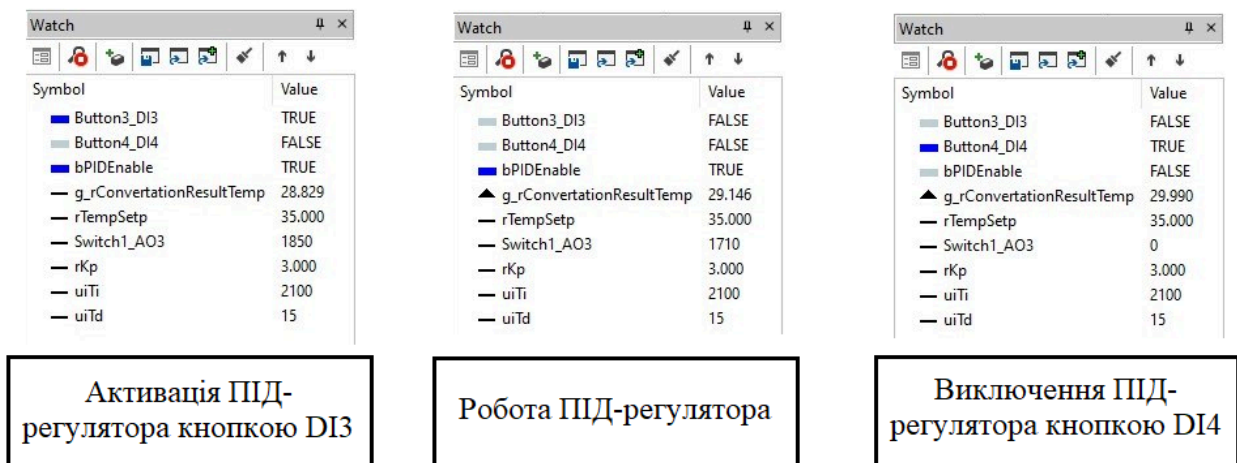 Watch
Symbol Value
Button3_DI3 TRUE
Button4_DI4 FALSE
bPIDEnable TRUE
g_rConvertationResultTemp 28.829
rTempSetp 35.000
Switch1_AO3 1850
rKp 3.000
uiTi 2100
uiTd 15
Активація ПІД-
регулятора кнопкою DI3
Watch
Symbol Value
Button3_DI3 FALSE
Button4_DI4 FALSE
bPIDEnable TRUE
g_rConvertationResultTemp 29.146
rTempSetp 35.000
Switch1_AO3 1710
rKp 3.000
uiTi 2100
uiTd 15
Робота ПІД-регулятора
Watch
Symbol Value
Button3_DI3 FALSE
Button4_DI4 TRUE
bPIDEnable FALSE
g_rConvertationResultTemp 29.990
rTempSetp 35.000
Switch1_AO3 0
rKp 3.000
uiTi 2100
uiTd 15
Виключення ПІД-
регулятора кнопкою DI4